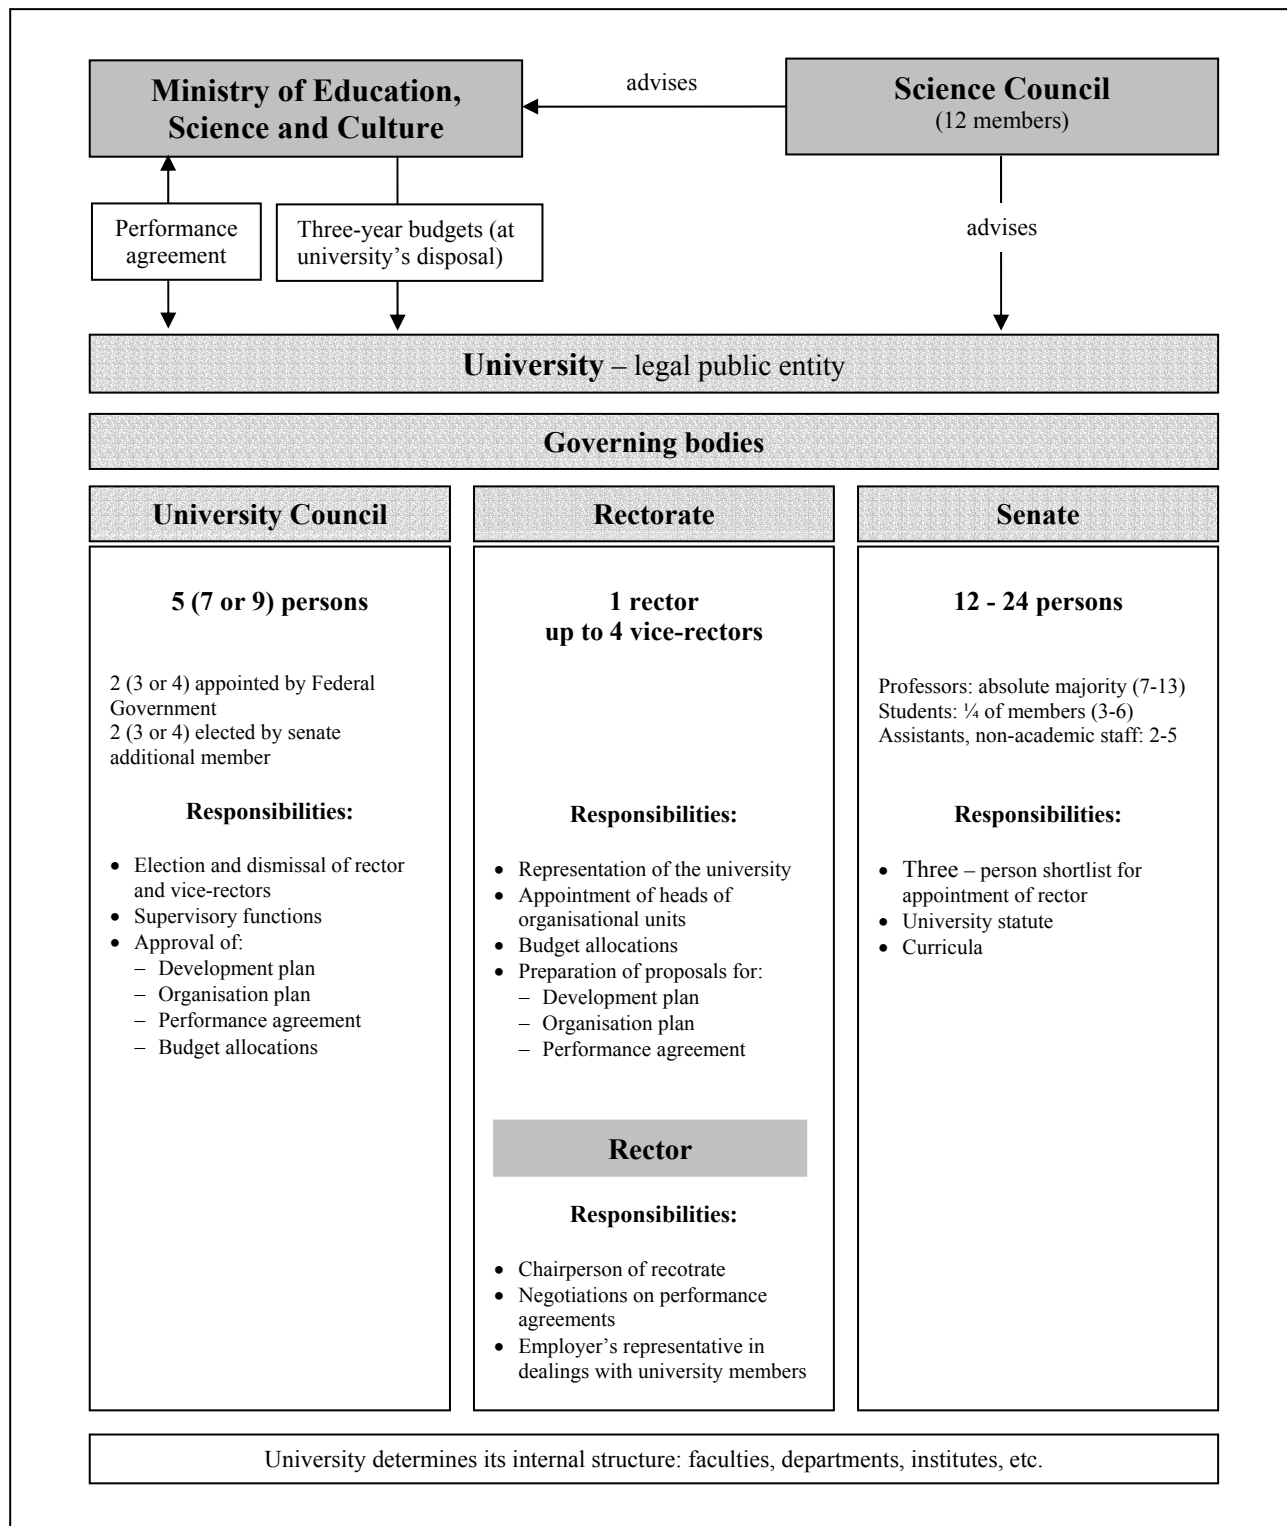 Ministry of Education,
Science and Culture
advises
Science Council
(12 members)
Performance
agreement
Three-year budgets (at
university’s disposal)
advises
University – legal public entity
Governing bodies
University Council
5 (7 or 9) persons
2 (3 or 4) appointed by Federal
Government
2 (3 or 4) elected by senate
additional member
Responsibilities:
• Election and dismissal of rector
and vice-rectors
• Supervisory functions
• Approval of:
– Development plan
– Organisation plan
– Performance agreement
– Budget allocations
Rectorate
1 rector
up to 4 vice-rectors
Responsibilities:
• Representation of the university
• Appointment of heads of
organisational units
• Budget allocations
• Preparation of proposals for:
– Development plan
– Organisation plan
– Performance agreement
Rector
Responsibilities:
• Chairperson of recotrate
• Negotiations on performance
agreements
• Employer’s representative in
dealings with university members
Senate
12 - 24 persons
Professors: absolute majority (7-13)
Students: ¼ of members (3-6)
Assistants, non-academic staff: 2-5
Responsibilities:
• Three – person shortlist for
appointment of rector
• University statute
• Curricula
University determines its internal structure: faculties, departments, institutes, etc.